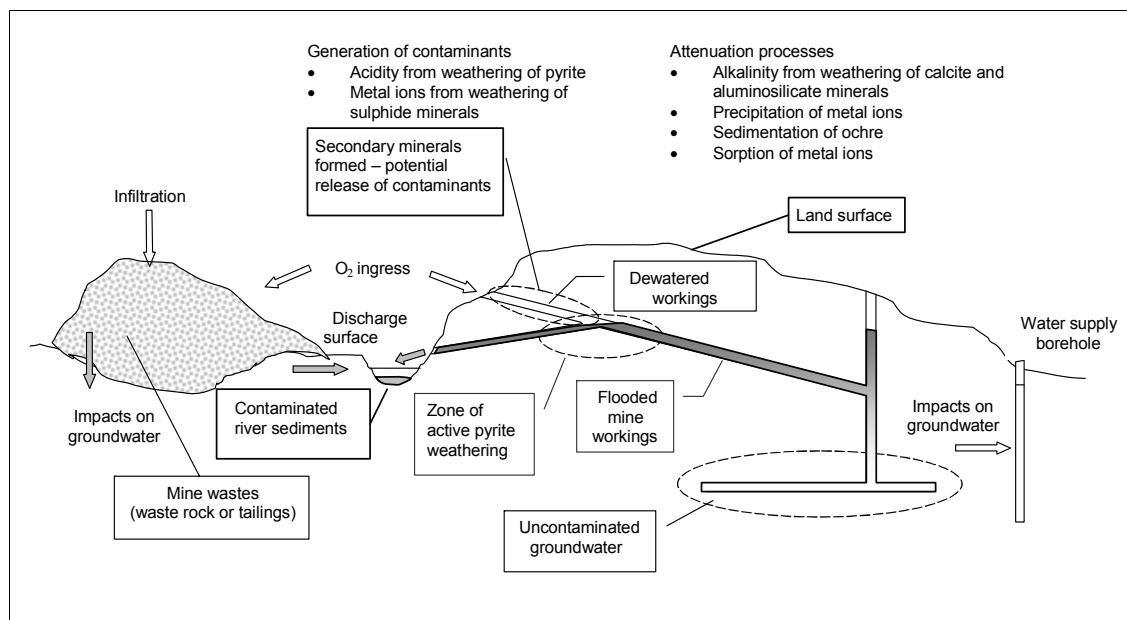 Generation of contaminants
• Acidity from weathering of pyrite
• Metal ions from weathering of
sulphide minerals
Attenuation processes
• Alkalinity from weathering of calcite and
aluminosilicate minerals
• Precipitation of metal ions
• Sedimentation of ochre
• Sorption of metal ions
Secondary minerals
formed – potential
release of contaminants
Infiltration
Land surface
O₂ ingress
Dewatered
workings
Discharge
surface
Water supply
borehole
Impacts on
groundwater
Contaminated
river sediments
Zone of
active pyrite
weathering
Flooded
mine
workings
Impacts on
groundwater
Mine wastes
(waste rock or tailings)
Uncontaminated
groundwater